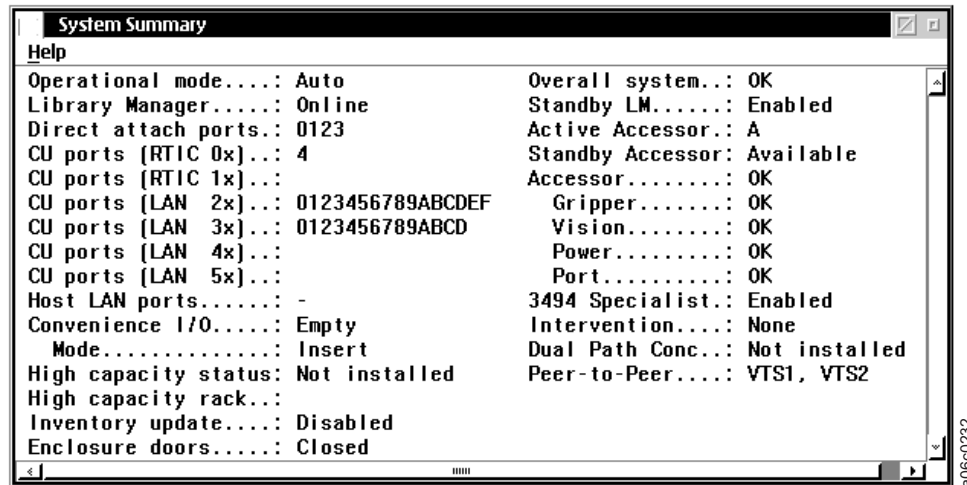 System Summary
Help
Operational mode....: Auto
Library Manager.....: Online
Direct attach ports.: 0123
CU ports (RTIC 0x)..: 4
CU ports (RTIC 1x)..:
CU ports (LAN  2x)..: 0123456789ABCDEF
CU ports (LAN  3x)..: 0123456789ABCD
CU ports (LAN  4x)..:
CU ports (LAN  5x)..:
Host LAN ports......: -
Convenience I/O.....: Empty
Mode..............: Insert
High capacity status: Not installed
High capacity rack..:
Inventory update....: Disabled
Enclosure doors.....: Closed
Overall system..: OK
Standby LM......: Enabled
Active Accessor.: A
Standby Accessor: Available
Accessor........: OK
Gripper.......: OK
Vision........: OK
Power.........: OK
Port..........: OK
3494 Specialist.: Enabled
Intervention....: None
Dual Path Conc..: Not installed
Peer-to-Peer....: VTS1, VTS2